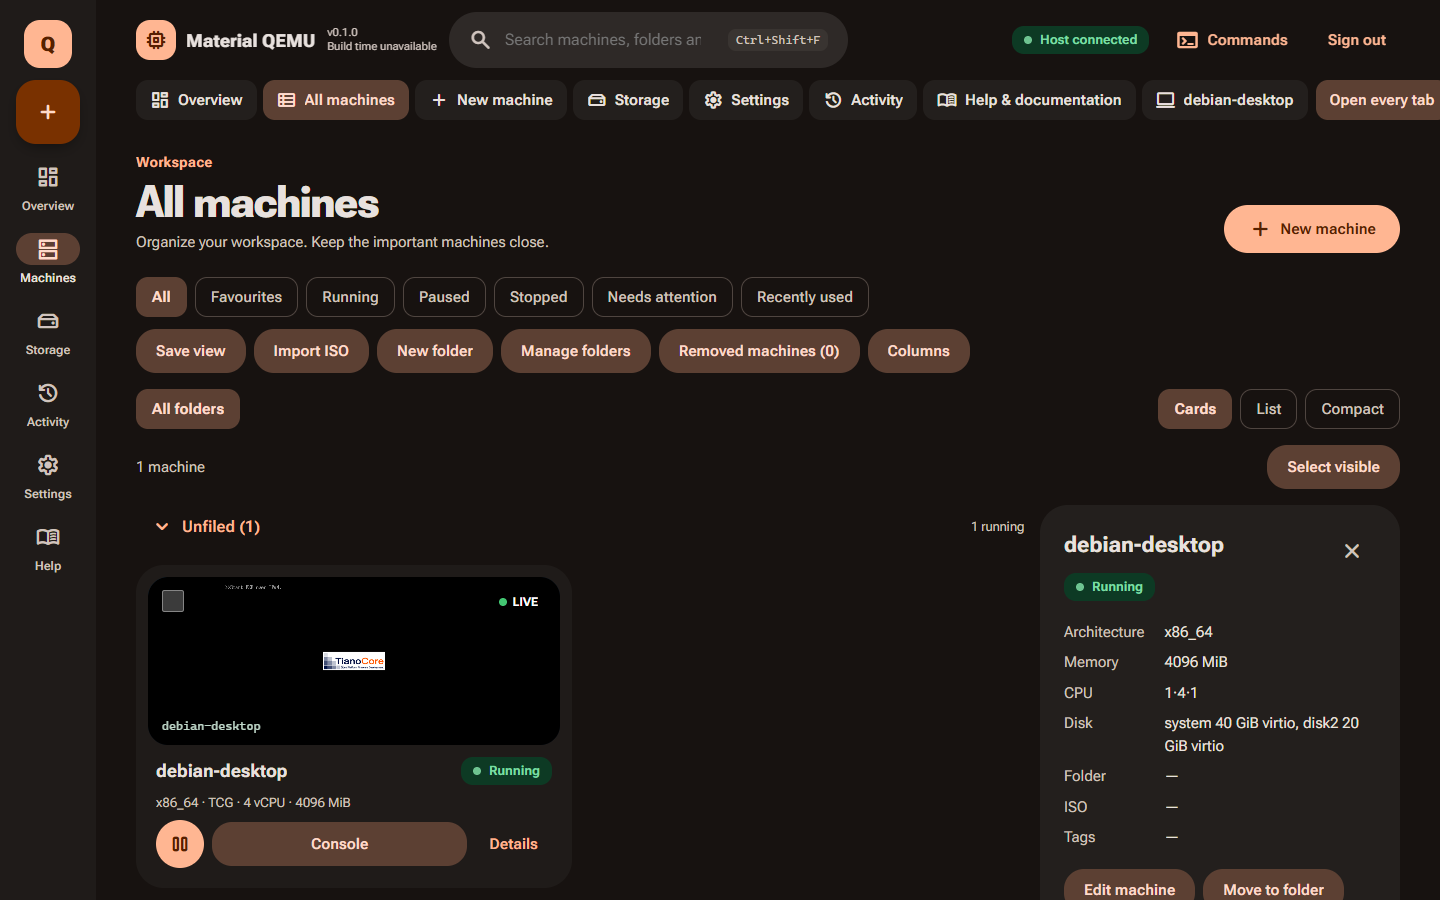 Q
Material QEMU
v0.1.0
Build time unavailable
Search machines, folders an
Ctrl+Shift+F
Host connected
Commands
Sign out
Overview
All machines
New machine
Storage
Settings
Activity
Help & documentation
debian-desktop
Open every tab
Overview
Machines
Storage
Activity
Settings
Help
Workspace
All machines
Organize your workspace. Keep the important machines close.
New machine
All
Favourites
Running
Paused
Stopped
Needs attention
Recently used
Save view
Import ISO
New folder
Manage folders
Removed machines (0)
Columns
All folders
Cards
List
Compact
1 machine
Select visible
Unfiled (1)
1 running
LIVE
TianoCore
debian-desktop
debian-desktop
Running
x86_64 · TCG · 4 vCPU · 4096 MiB
Console
Details
debian-desktop
Running
Architecture x86_64
Memory 4096 MiB
CPU 1·4·1
Disk system 40 GiB virtio, disk2 20
GiB virtio
Folder —
ISO —
Tags —
Edit machine
Move to folder